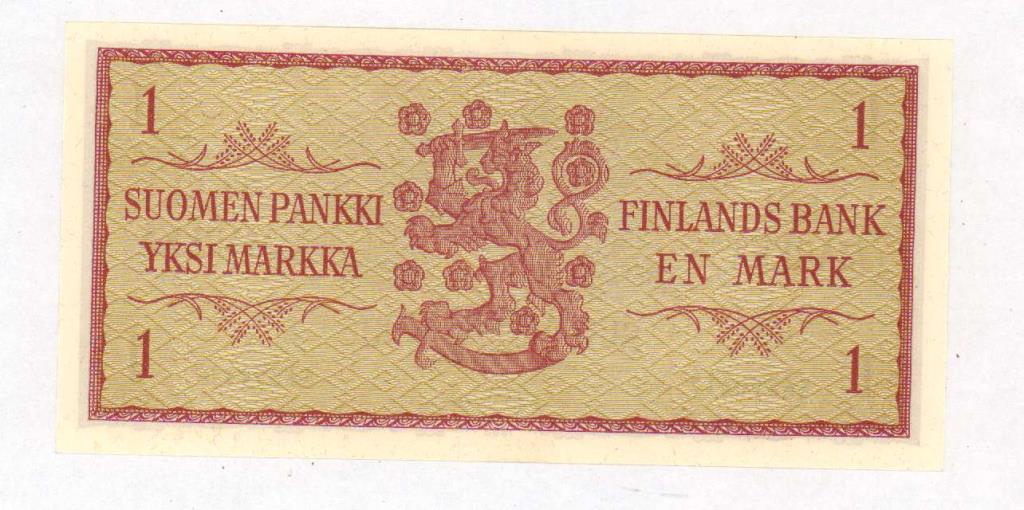 1
1
SUOMEN PANKKI
YKSI MARKKA
FINLANDS BANK
EN MARK
1
1